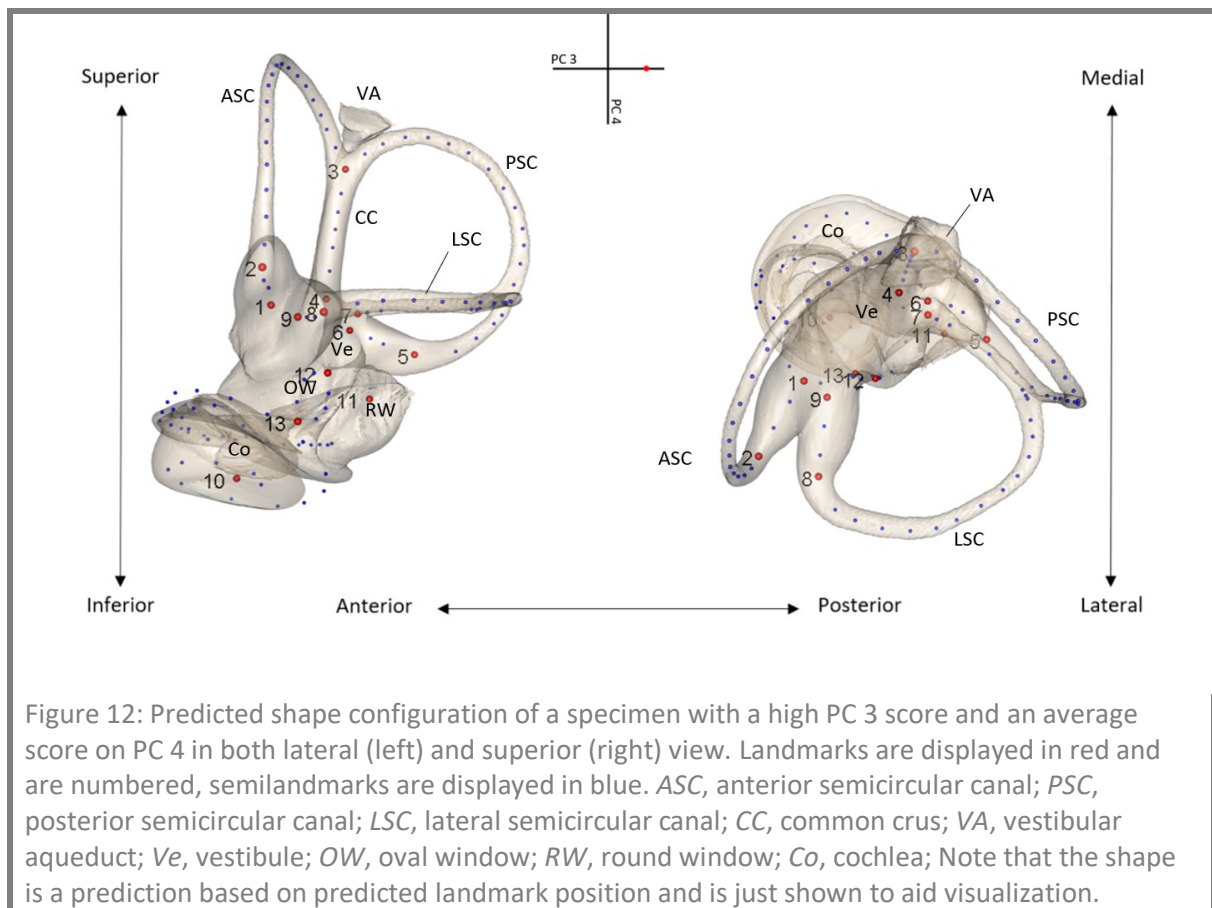 PC 3
PC 4
Superior
Medial
ASC
VA
PSC
3
CC
LSC
2
1
4
8
9
7
6
Ve
5
12
OW
11
RW
13
Co
10
VA
Co
3
4
6
Ve
7
10
11
5
PSC
1
13
12
9
ASC
2
8
LSC
Inferior
Anterior
Posterior
Lateral
Figure 12: Predicted shape configuration of a specimen with a high PC 3 score and an average
score on PC 4 in both lateral (left) and superior (right) view. Landmarks are displayed in red and
are numbered, semilandmarks are displayed in blue. ASC, anterior semicircular canal; PSC,
posterior semicircular canal; LSC, lateral semicircular canal; CC, common crus; VA, vestibular
aqueduct; Ve, vestibule; OW, oval window; RW, round window; Co, cochlea; Note that the shape
is a prediction based on predicted landmark position and is just shown to aid visualization.